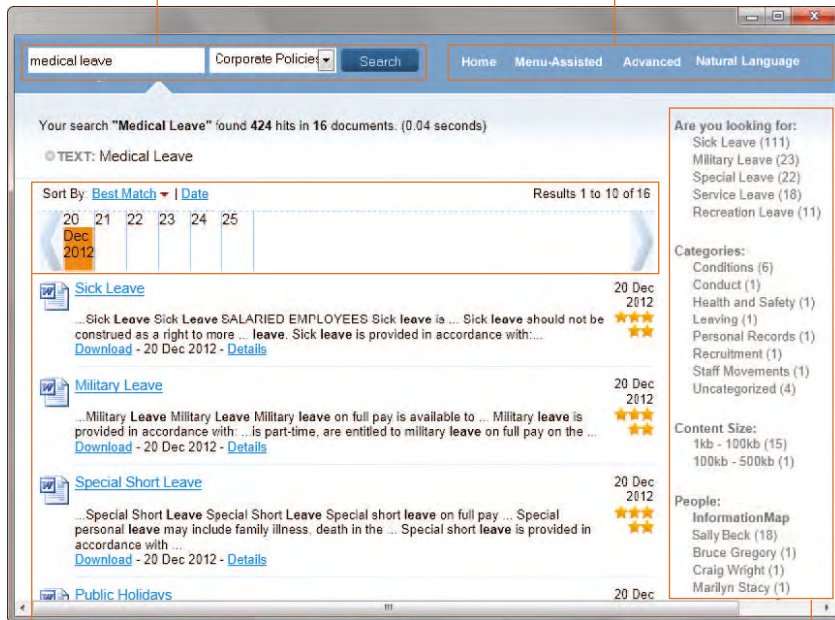 medical leave
Corporate Policies
Search
Home Menu-Assisted Advanced Natural Language
Your search "Medical Leave" found 424 hits in 16 documents. (0.04 seconds)
TEXT: Medical Leave
Sort By: Best Match | Date
Results 1 to 10 of 16
20 21 22 23 24 25
Dec
2012
Sick Leave
20 Dec
2012
...Sick Leave Sick Leave SALARIED EMPLOYEES Sick leave is ... Sick leave should not be
construed as a right to more ... leave. Sick leave is provided in accordance with:...
Download - 20 Dec 2012 - Details
Military Leave
20 Dec
2012
...Military Leave Military Leave Military leave on full pay is available to ... Military leave is
provided in accordance with: ...is part-time, are entitled to military leave on full pay on the ...
Download - 20 Dec 2012 - Details
Special Short Leave
20 Dec
2012
...Special Short Leave Special Short Leave Special short leave on full pay ... Special
personal leave may include family illness, death in the ... Special short leave is provided in
accordance with ...
Download - 20 Dec 2012 - Details
Public Holidays
20 Dec
Are you looking for:
Sick Leave (111)
Military Leave (23)
Special Leave (22)
Service Leave (18)
Recreation Leave (11)
Categories:
Conditions (6)
Conduct (1)
Health and Safety (1)
Leaving (1)
Personal Records (1)
Recruitment (1)
Staff Movements (1)
Uncategorized (4)
Content Size:
1kb - 100kb (15)
100kb - 500kb (1)
People:
InformationMap
Sally Beck (18)
Bruce Gregory (1)
Craig Wright (1)
Marilyn Stacy (1)